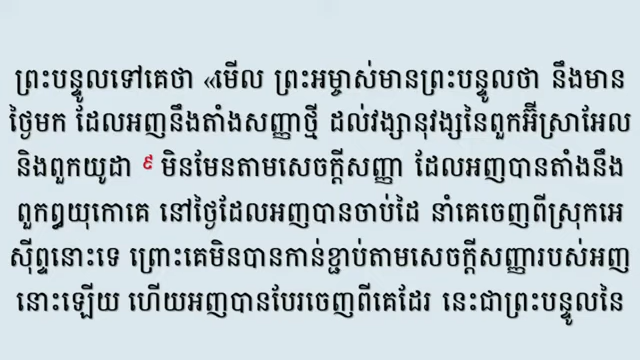 ព្រះបន្ទូលទៅគេថា «មើល ព្រះអម្ចាស់មានព្រះបន្ទូលថា នឹងមាន
ថ្ងៃមក ដែលអញនឹងតាំងសញ្ញាថ្មី ដល់វង្សានុវង្សនៃពួកអ៊ីស្រាអែល
និងពួកយូដា ៩ មិនមែនតាមសេចក្ដីសញ្ញា ដែលអញបានតាំងនឹង
ពួកឰយុកោគេ នៅថ្ងៃដែលអញបានចាប់ដៃ នាំគេចេញពីស្រុកអេ
ស៊ីព្ទនោះទេ ព្រោះគេមិនបានកាន់ខ្ជាប់តាមសេចក្ដីសញ្ញារបស់អញ
នោះឡើយ ហើយអញបានបែរចេញពីគេដែរ នេះជាព្រះបន្ទូលនៃ